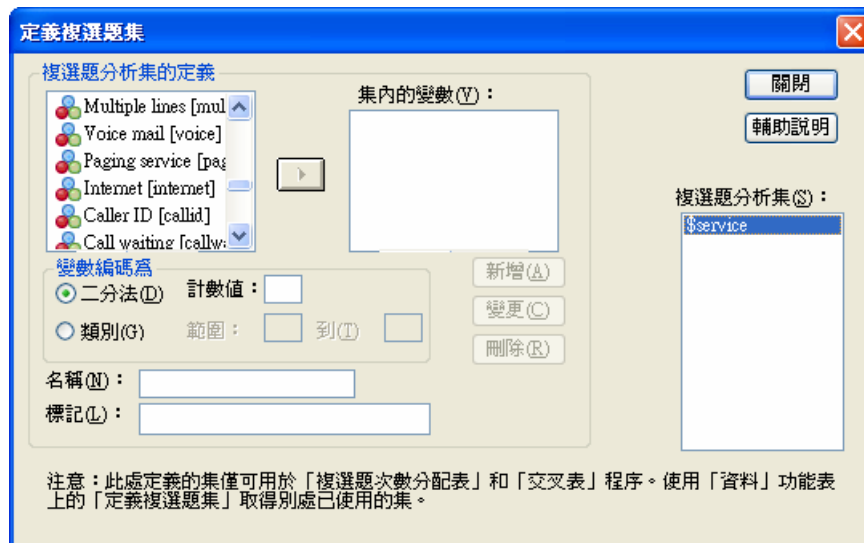 定義複選題集
複選題分析集的定義
Multiple lines [mul
Voice mail [voice]
Paging service [pag
Internet [internet]
Caller ID [callid]
Call waiting [callwa
集內的變數(V)：
變數編碼為
二分法(D) 計數值：
類別(G) 範圍： 到(T)
新增(A)
變更(C)
刪除(R)
名稱(N)：
標記(L)：
關閉
輔助說明
複選題分析集(S)：
$service
注意：此處定義的集僅可用於「複選題次數分配表」和「交叉表」程序。使用「資料」功能表
上的「定義複選題集」取得別處已使用的集。